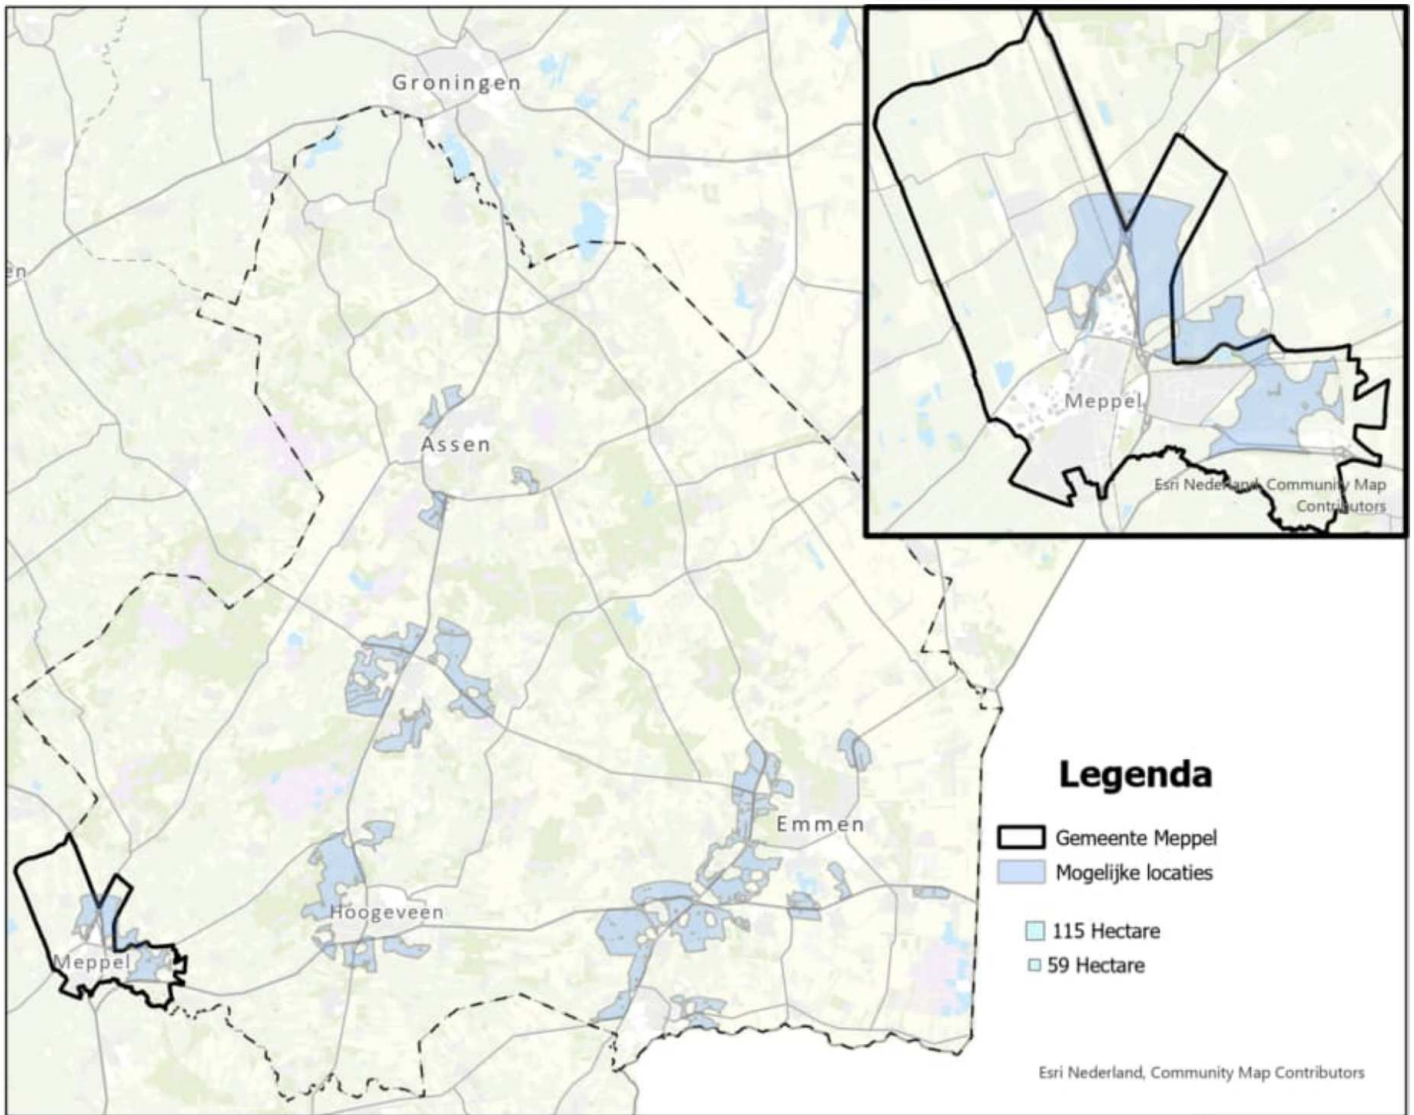 Groningen
en
Assen
Emmen
Hoogeveen
Meppel
Meppel
Esri Nederland, Community Map
Contributors
Legenda
Gemeente Meppel
Mogelijke locaties
115 Hectare
59 Hectare
Esri Nederland, Community Map Contributors